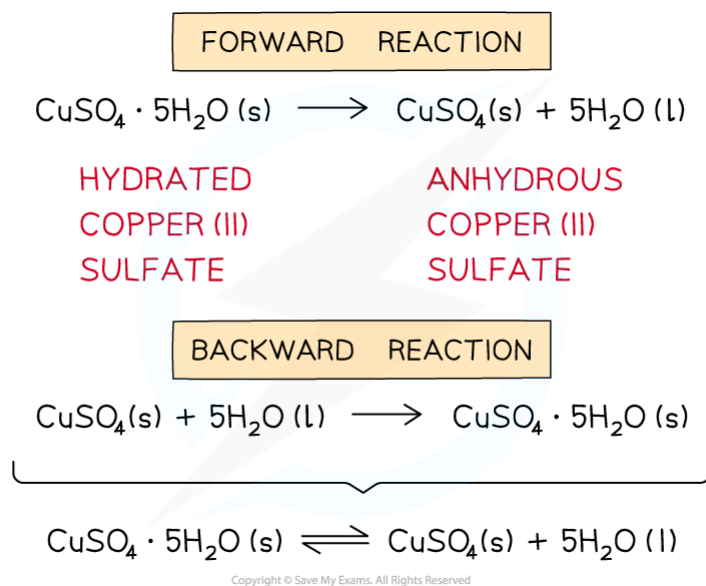 FORWARD REACTION
CuSO₄ · 5H₂O (s) ⟶ CuSO₄(s) + 5H₂O (l)
HYDRATED ANHYDROUS
COPPER (II) COPPER (II)
SULFATE SULFATE
BACKWARD REACTION
CuSO₄(s) + 5H₂O (l) ⟶ CuSO₄ · 5H₂O (s)
CuSO₄ · 5H₂O (s) ⇌ CuSO₄(s) + 5H₂O (l)
Copyright © Save My Exams. All Rights Reserved